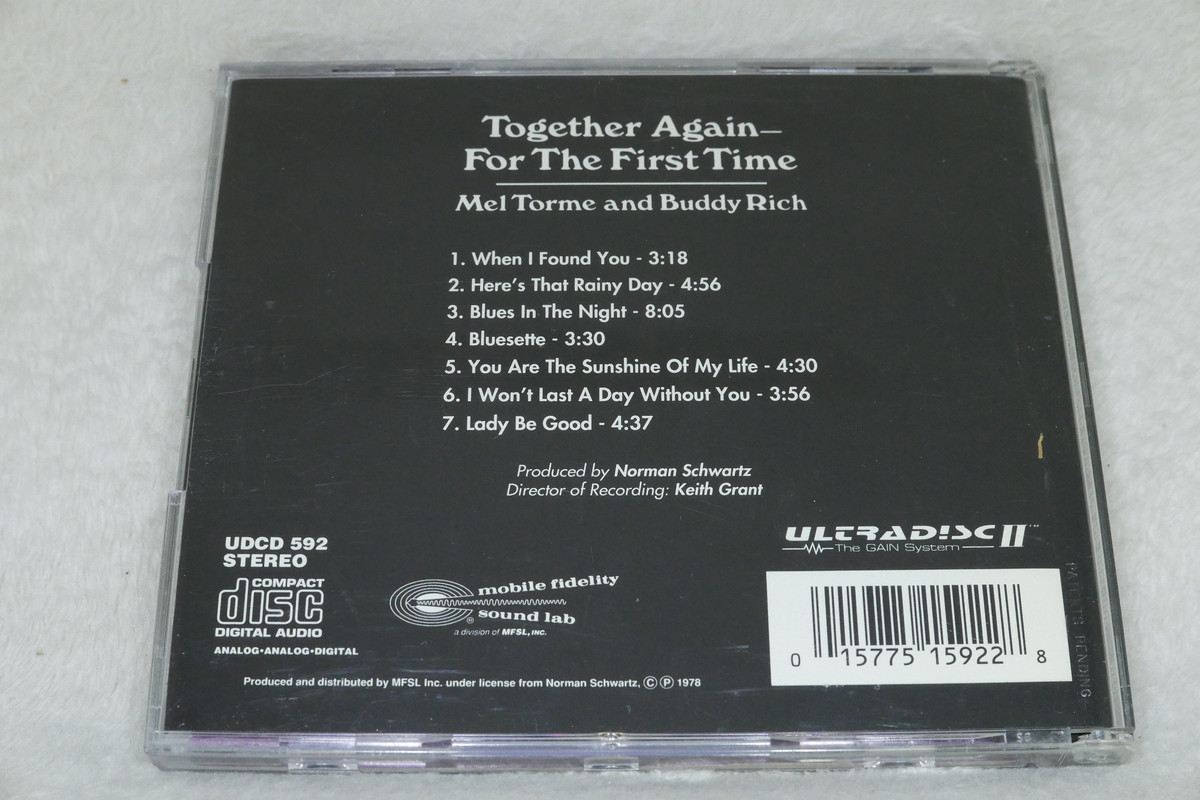 Together Again—
For The First Time
Mel Torme and Buddy Rich
1. When I Found You - 3:18
2. Here's That Rainy Day - 4:56
3. Blues In The Night - 8:05
4. Bluesette - 3:30
5. You Are The Sunshine Of My Life - 4:30
6. I Won't Last A Day Without You - 3:56
7. Lady Be Good - 4:37
Produced by Norman Schwartz
Director of Recording: Keith Grant
UDCD 592
STEREO
COMPACT
disc
DIGITAL AUDIO
ANALOG•ANALOG•DIGITAL
mobile fidelity
sound lab ®
a division of MFSL, INC.
ULTRADISC II ™
The GAIN System
0 15775 15922 8
PATENTS PENDING
Produced and distributed by MFSL Inc. under license from Norman Schwartz, Ⓒ Ⓟ 1978